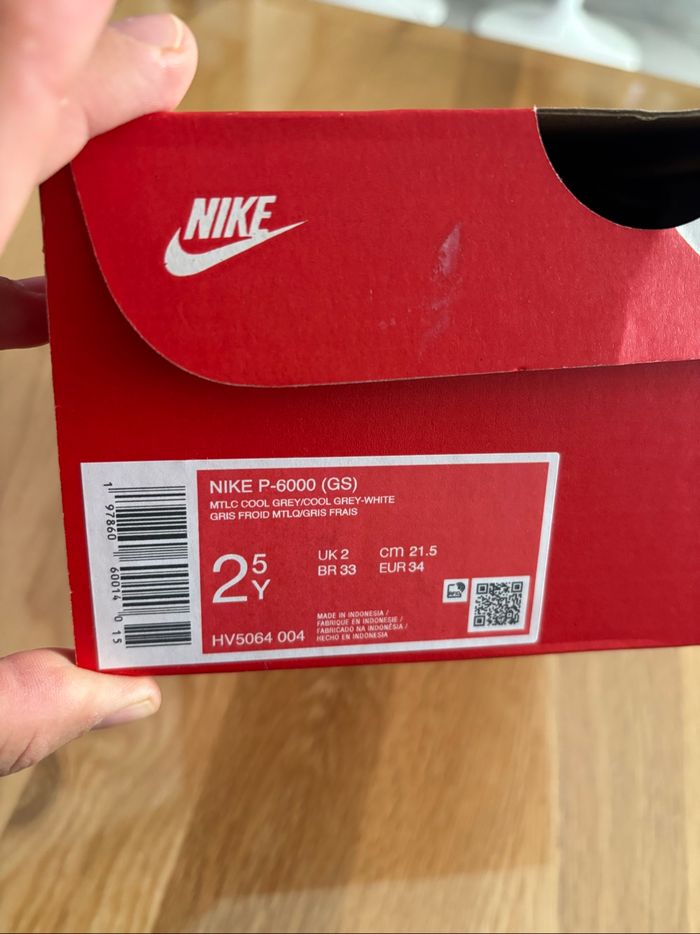 NIKE
NIKE P-6000 (GS)
MTLC COOL GREY/COOL GREY-WHITE
GRIS FROID MTLQ/GRIS FRAIS
2 5 Y
UK 2 cm 21.5
BR 33 EUR 34
HV5064 004
MADE IN INDONESIA /
FABRIQUE EN INDONESIE /
FABRICADO NA INDONÉSIA /
HECHO EN INDONESIA
1 97860 60014 0 15